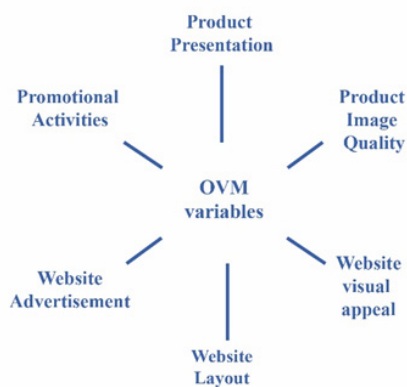 Product
Presentation
Promotional
Activities
Product
Image
Quality
OVM
variables
Website
Advertisement
Website
visual
appeal
Website
Layout